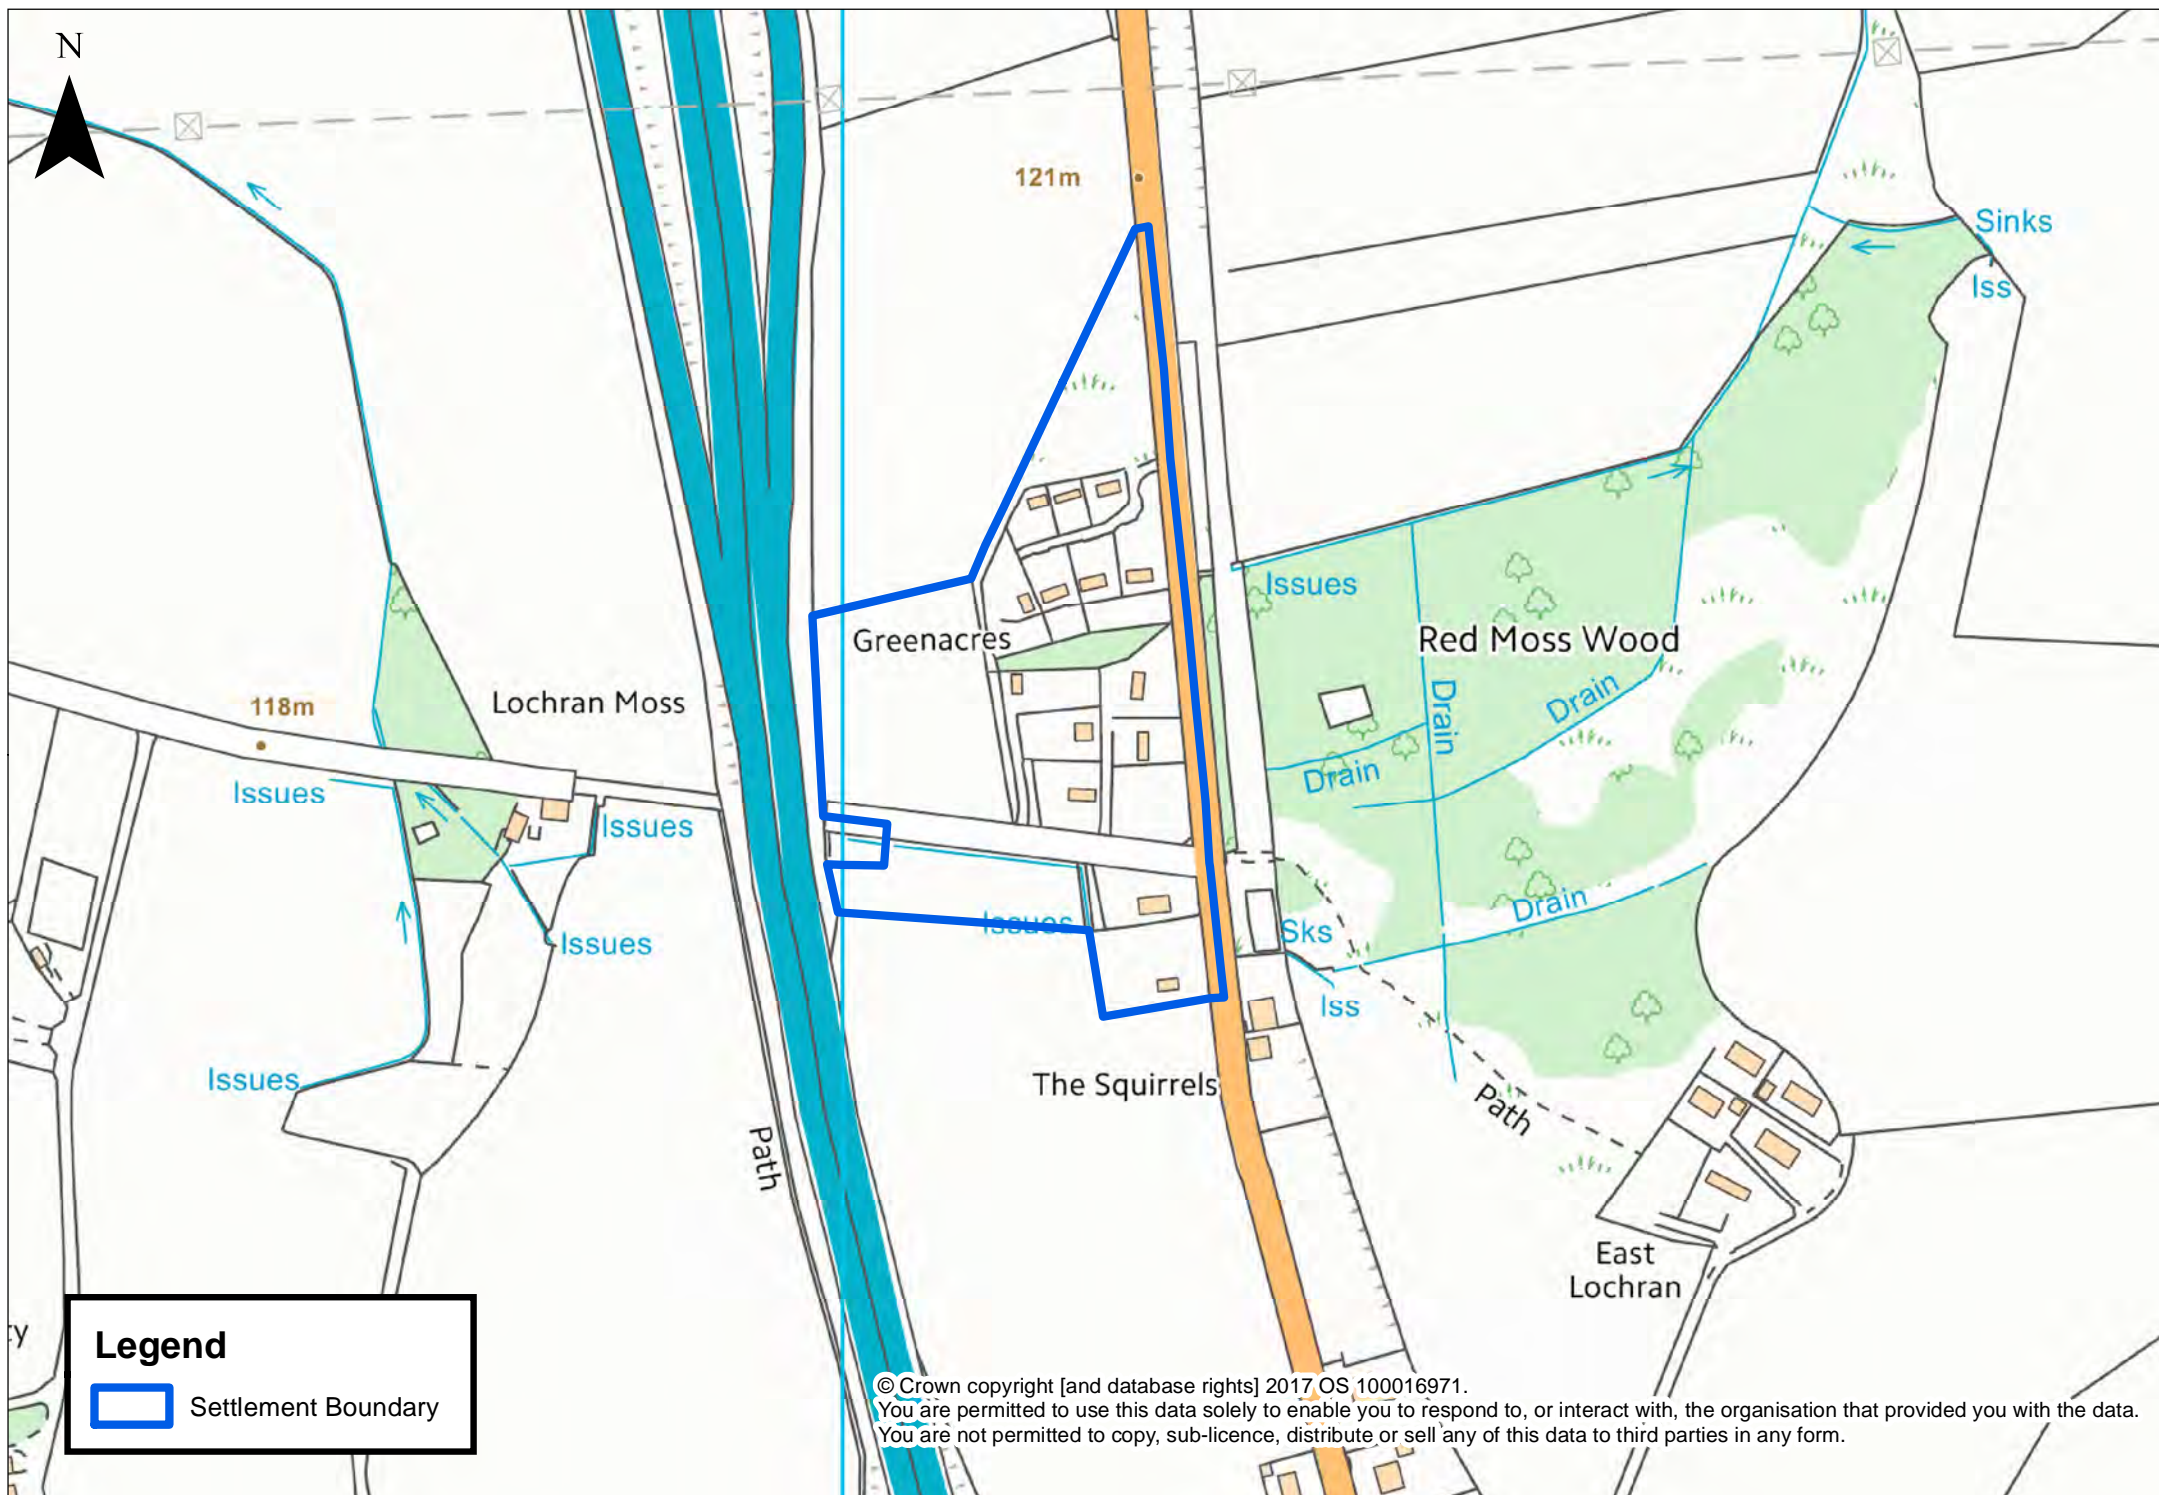 N
121m
Sinks
Iss
Issues
Greenacres
Red Moss Wood
Lochran Moss
118m
Drain
Drain
Drain
Issues
Issues
Drain
Issues
Sks
Issues
Iss
Issues
The Squirrels
Path
Path
East
Lochran
Legend
Settlement Boundary
© Crown copyright [and database rights] 2017 OS 100016971.
You are permitted to use this data solely to enable you to respond to, or interact with, the organisation that provided you with the data.
You are not permitted to copy, sub-licence, distribute or sell any of this data to third parties in any form.